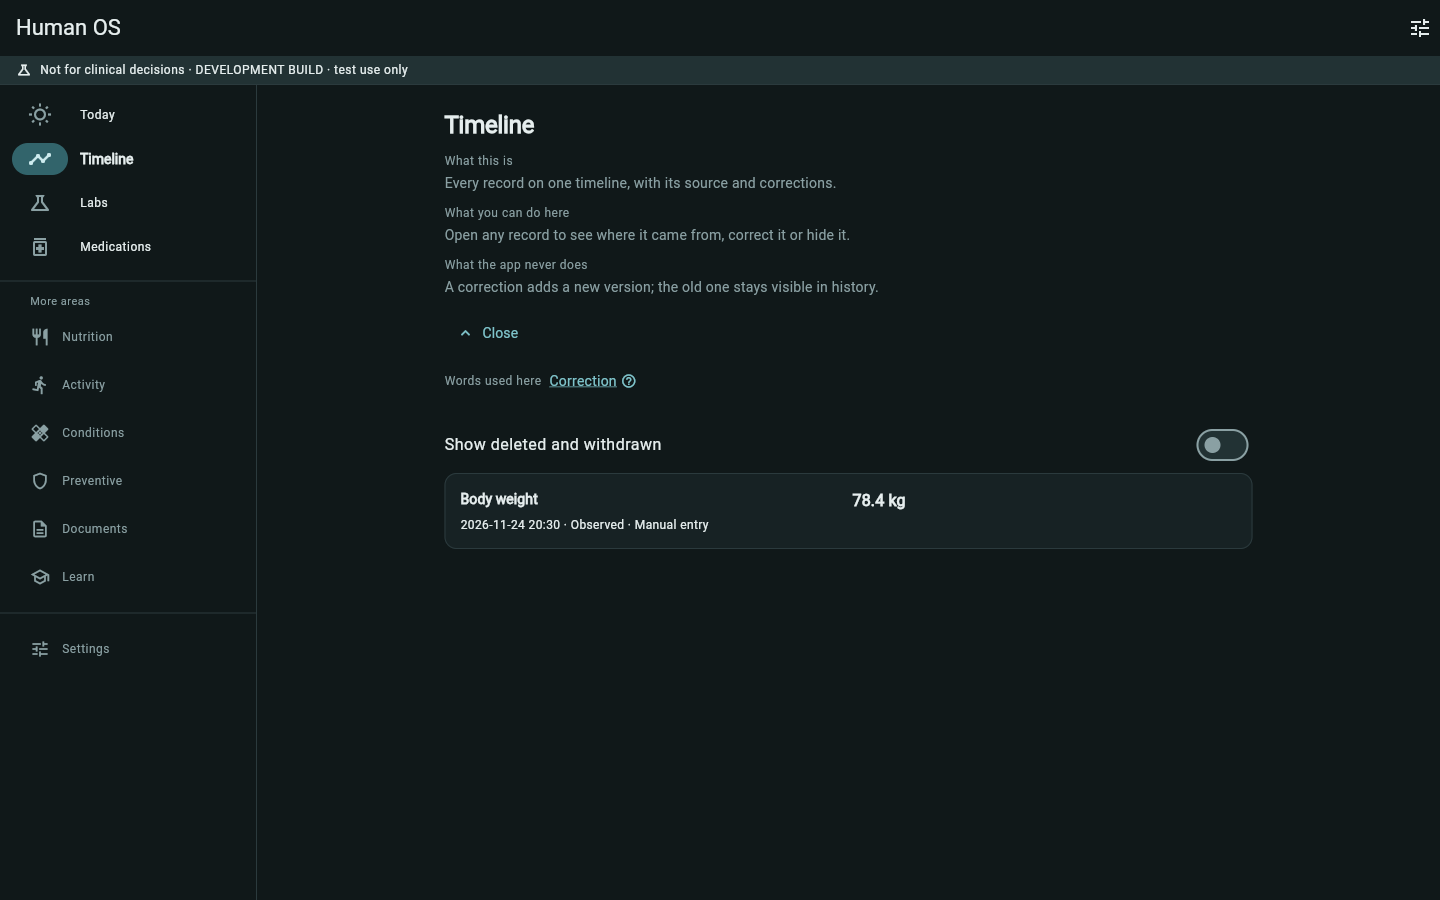 Human OS
Not for clinical decisions · DEVELOPMENT BUILD · test use only
Today
Timeline
Labs
Medications
More areas
Nutrition
Activity
Conditions
Preventive
Documents
Learn
Settings
Timeline
What this is
Every record on one timeline, with its source and corrections.
What you can do here
Open any record to see where it came from, correct it or hide it.
What the app never does
A correction adds a new version; the old one stays visible in history.
Close
Words used here Correction
Show deleted and withdrawn
Body weight 78.4 kg
2026-11-24 20:30 · Observed · Manual entry